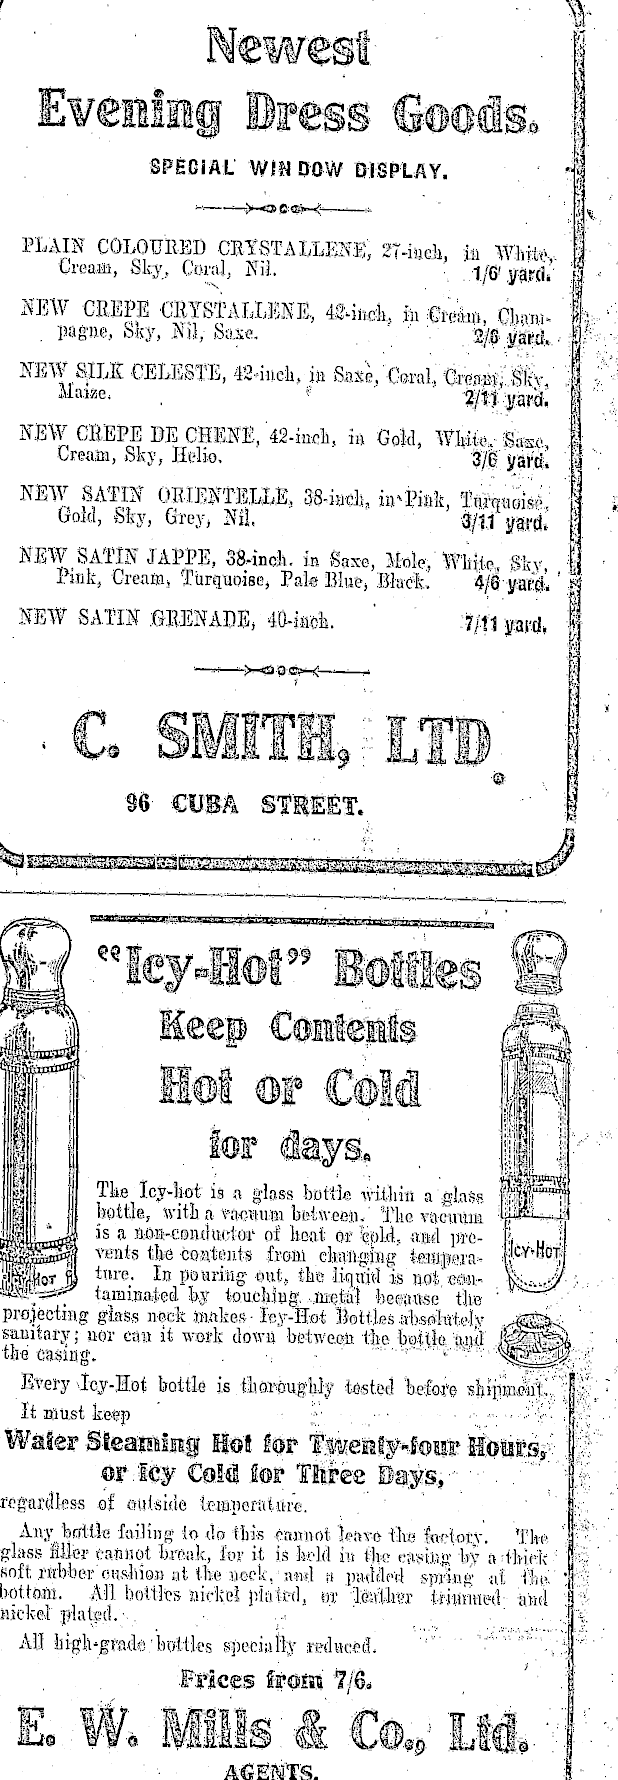 Newest
Evening Dress Goods.
SPECIAL WINDOW DISPLAY.
PLAIN COLOURED CRYSTALLENE, 27-inch, in White,
Cream, Sky, Coral, Nil. 1/6 yard.
NEW CREPE CRYSTALLENE, 42-inch, in Cream, Cham-
pagne, Sky, Nil, Saxe. 2/6 yard.
NEW SILK CELESTE, 42-inch, in Saxe, Coral, Cream, Sky,
Maize. 2/11 yard.
NEW CREPE DE CHENE, 42-inch, in Gold, White, Saxe,
Cream, Sky, Helio. 3/6 yard.
NEW SATIN ORIENTELLE, 38-inch, in Pink, Turquoise,
Gold, Sky, Grey, Nil. 3/11 yard.
NEW SATIN JAPPE, 38-inch. in Saxe, Mole, White, Sky,
Pink, Cream, Turquoise, Pale Blue, Black. 4/6 yard.
NEW SATIN GRENADE, 40-inch. 7/11 yard.
C. SMITH, LTD.
96 CUBA STREET.
"Icy-Hot" Bottles
Keep Contents
Hot or Cold
for days.
The Icy-hot is a glass bottle within a glass
bottle, with a vacuum between. The vacuum
is a non-conductor of heat or cold, and pre-
vents the contents from changing tempera-
ture. In pouring out, the liquid is not con-
taminated by touching metal because the
projecting glass neck makes Icy-Hot Bottles absolutely
sanitary; nor can it work down between the bottle and
the casing.
HOT
ICY-HOT
Every Icy-Hot bottle is thoroughly tested before shipment.
It must keep
Water Steaming Hot for Twenty-four Hours,
or Icy Cold for Three Days,
regardless of outside temperature.
Any bottle failing to do this cannot leave the factory. The
glass filler cannot break, for it is held in the casing by a thick
soft rubber cushion at the neck, and a padded spring at the
bottom. All bottles nickel plated, or leather trimmed and
nickel plated.
All high-grade bottles specially reduced.
Prices from 7/6.
E. W. Mills & Co., Ltd.
AGENTS.